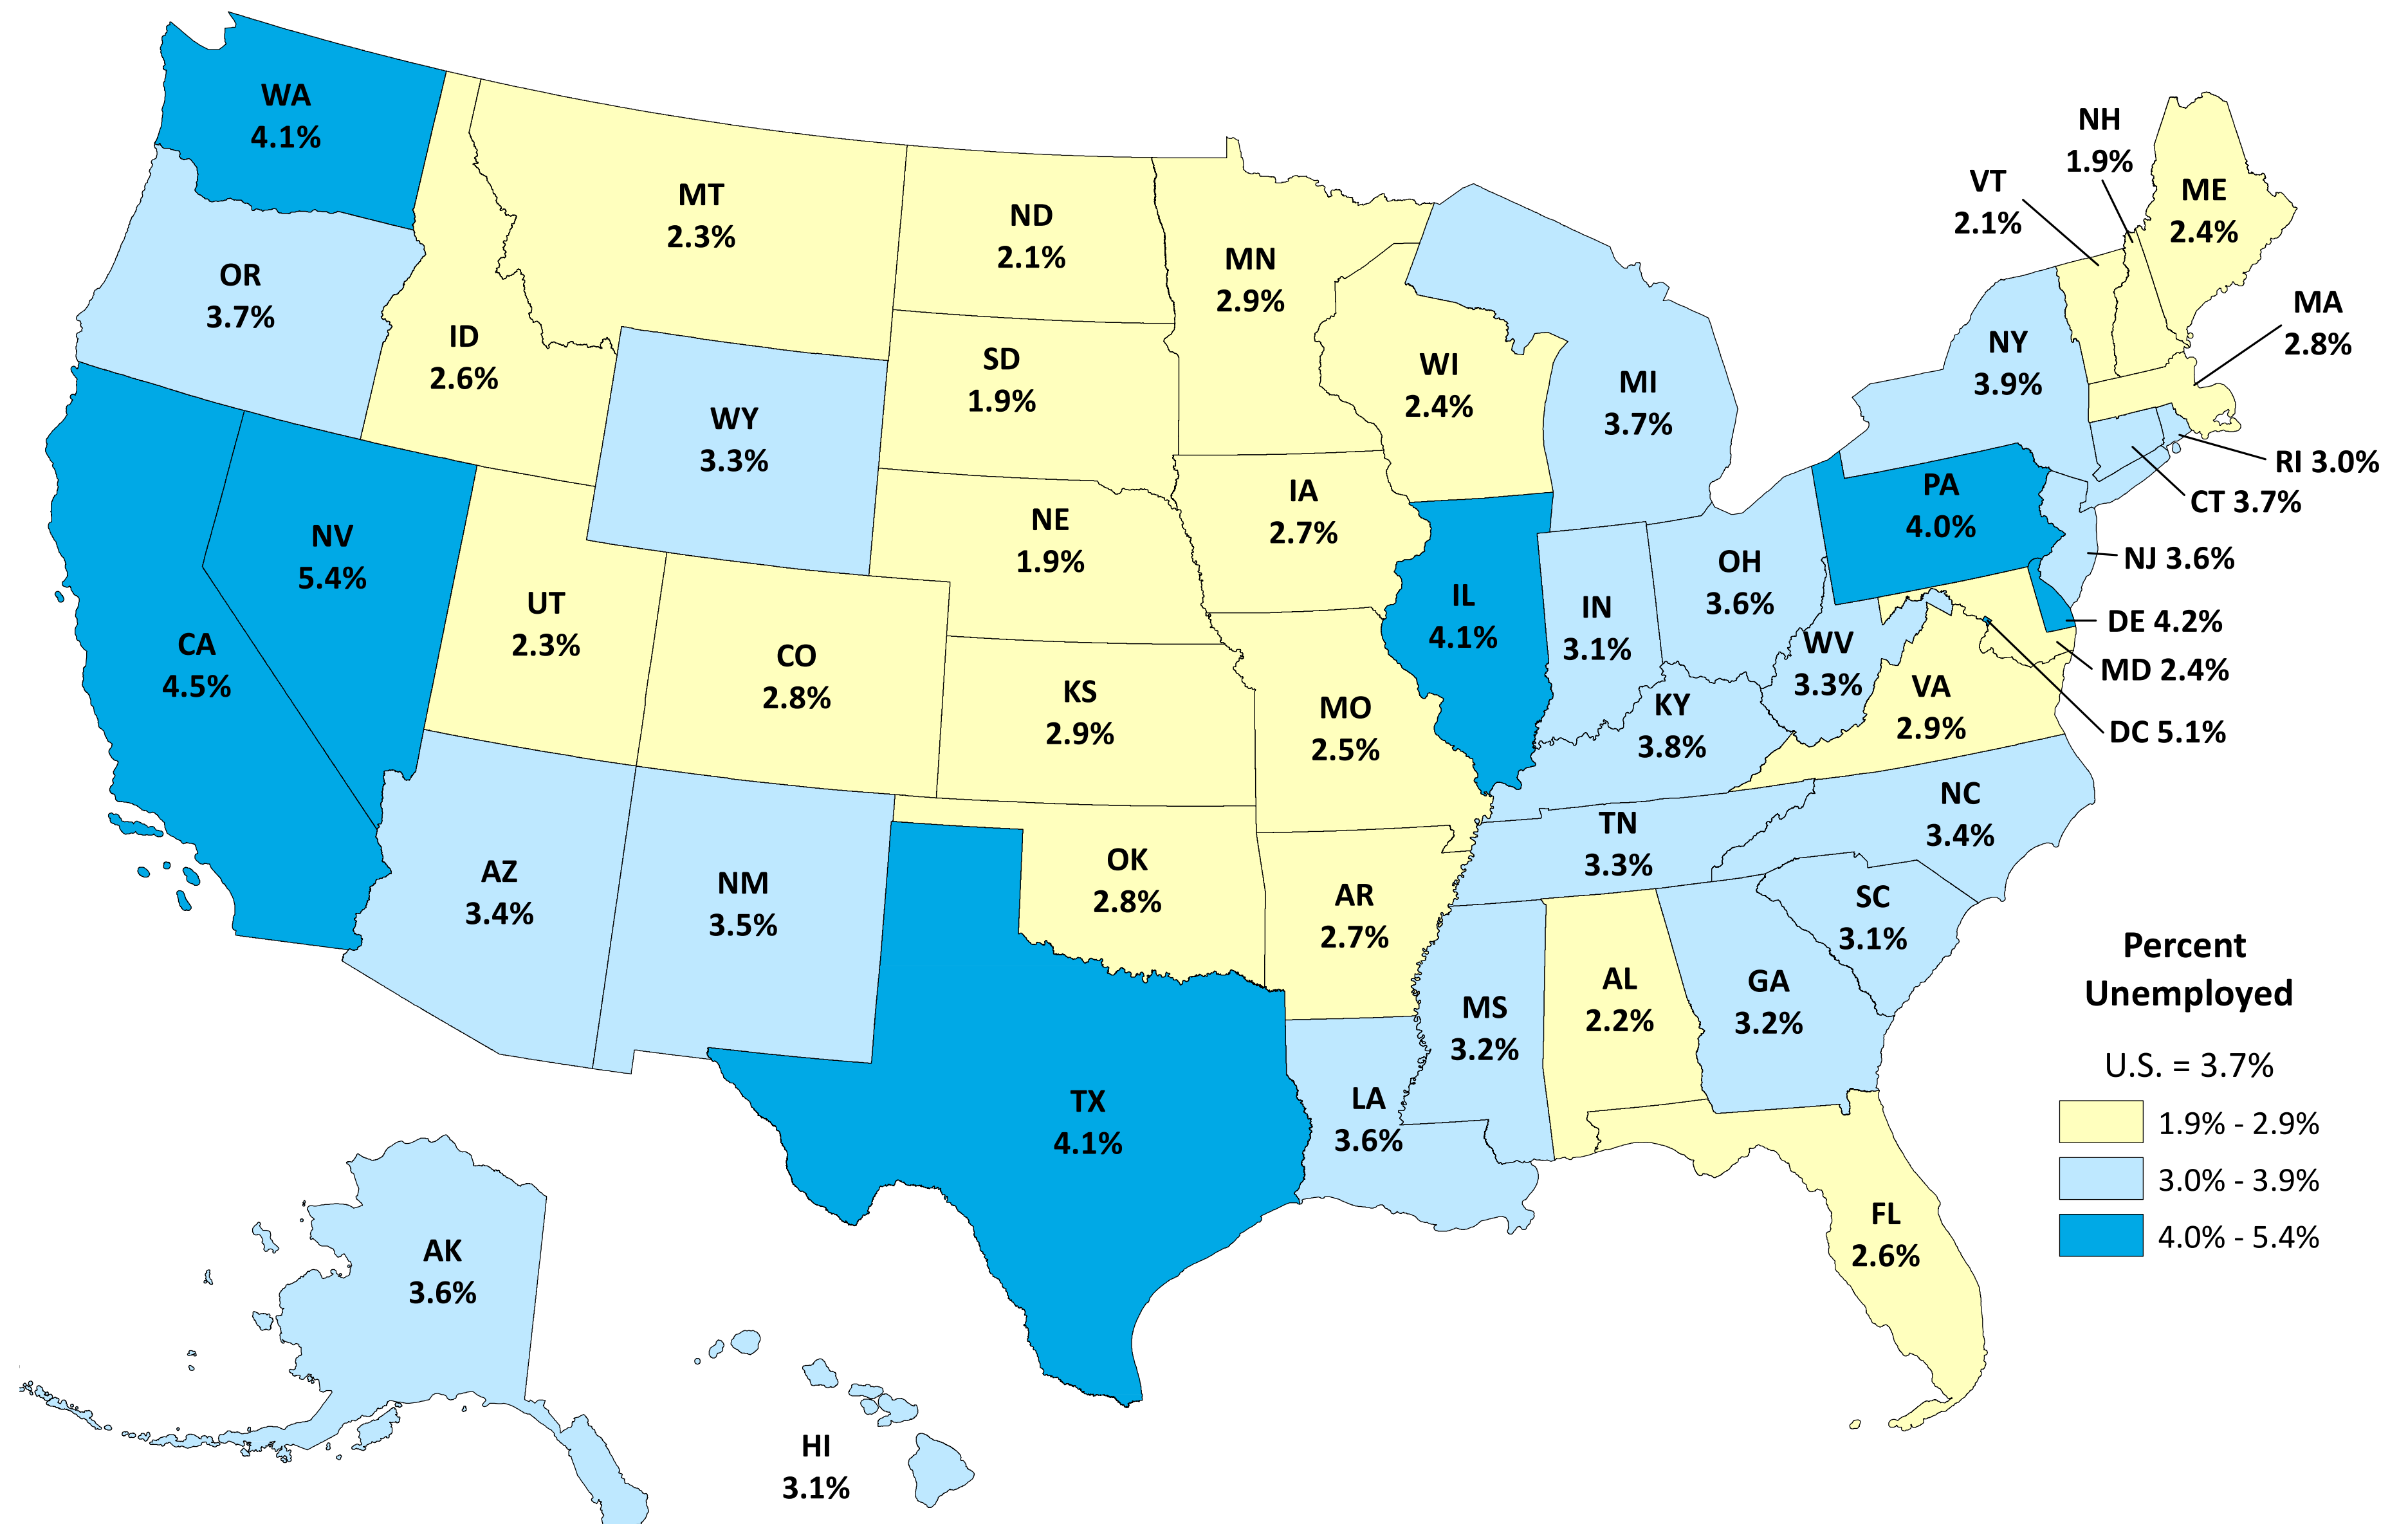 WA
4.1%
OR
3.7%
CA
4.5%
NV
5.4%
ID
2.6%
MT
2.3%
WY
3.3%
UT
2.3%
CO
2.8%
AZ
3.4%
NM
3.5%
ND
2.1%
SD
1.9%
NE
1.9%
KS
2.9%
OK
2.8%
TX
4.1%
MN
2.9%
IA
2.7%
MO
2.5%
AR
2.7%
LA
3.6%
WI
2.4%
IL
4.1%
MI
3.7%
IN
3.1%
OH
3.6%
KY
3.8%
TN
3.3%
MS
3.2%
AL
2.2%
GA
3.2%
FL
2.6%
SC
3.1%
NC
3.4%
VA
2.9%
WV
3.3%
PA
4.0%
NY
3.9%
VT
2.1%
NH
1.9%
ME
2.4%
MA
2.8%
RI 3.0%
CT 3.7%
NJ 3.6%
DE 4.2%
MD 2.4%
DC 5.1%
AK
3.6%
HI
3.1%
Percent
Unemployed
U.S. = 3.7%
1.9% - 2.9%
3.0% - 3.9%
4.0% - 5.4%